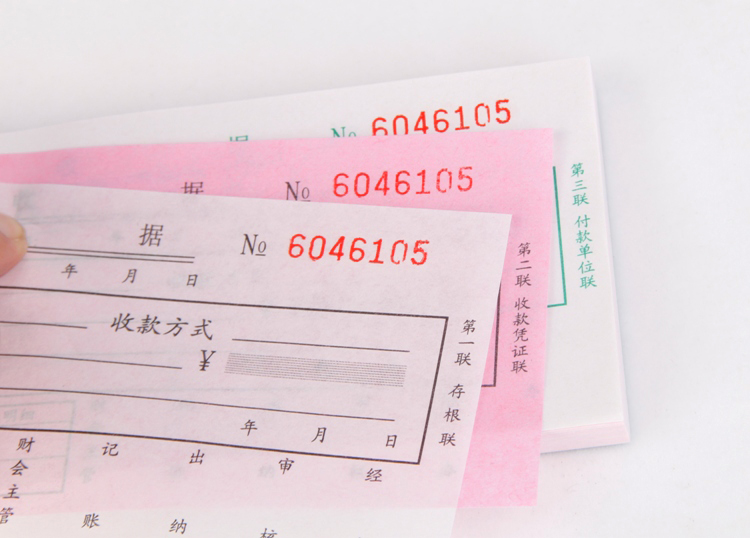 № 6046105
据 № 6046105
据 № 6046105
年 月 日
收款方式
￥
年 月 日
财会主管 记账 出纳 审核 经
第一联 存根联
第二联 收款凭证联
第三联 付款单位联